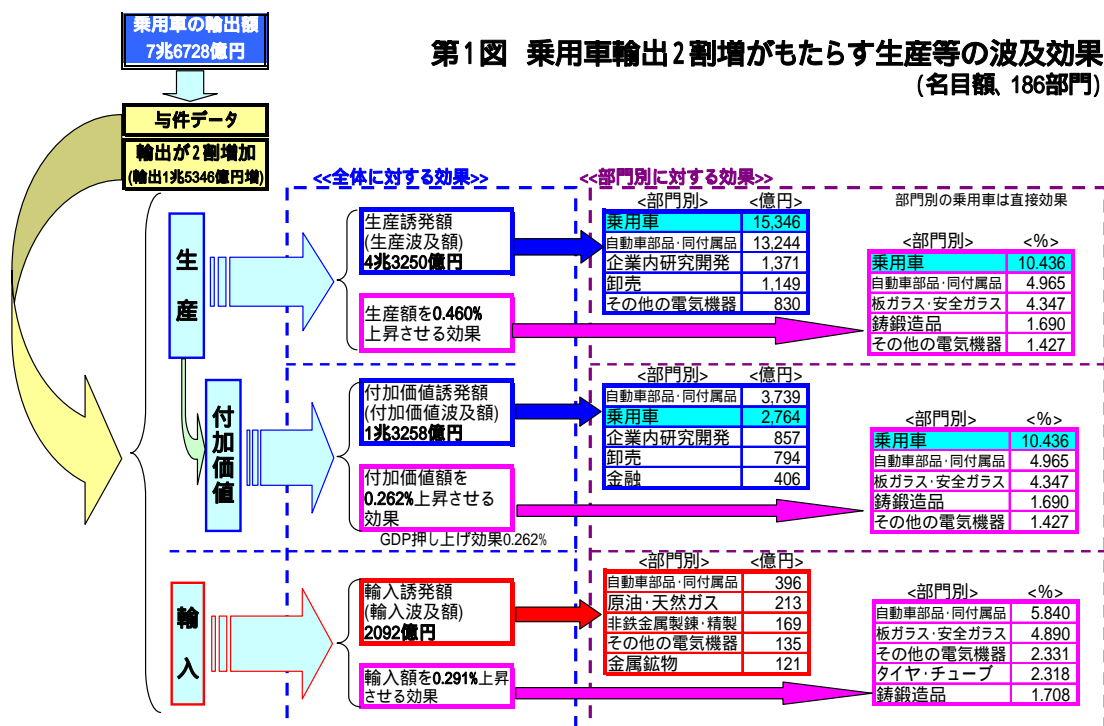 乗用車の輸出額
7兆6728億円
第1図 乗用車輸出2割増がもたらす生産等の波及効果
(名目額、186部門)
与件データ
輸出が2割増加
(輸出1兆5346億円増)
<<全体に対する効果>>
<<部門別に対する効果>>
生産
生産誘発額
(生産波及額)
4兆3250億円
<部門別> <億円>
乗用車 15,346
自動車部品・同付属品 13,244
企業内研究開発 1,371
卸売 1,149
その他の電気機器 830
部門別の乗用車は直接効果
生産額を0.460%
上昇させる効果
<部門別> <%>
乗用車 10.436
自動車部品・同付属品 4.965
板ガラス・安全ガラス 4.347
鋳鍛造品 1.690
その他の電気機器 1.427
付加価値
付加価値誘発額
(付加価値波及額)
1兆3258億円
<部門別> <億円>
自動車部品・同付属品 3,739
乗用車 2,764
企業内研究開発 857
卸売 794
金融 406
付加価値額を
0.262%上昇させる
効果
GDP押し上げ効果0.262%
<部門別> <%>
乗用車 10.436
自動車部品・同付属品 4.965
板ガラス・安全ガラス 4.347
鋳鍛造品 1.690
その他の電気機器 1.427
輸入
輸入誘発額
(輸入波及額)
2092億円
<部門別> <億円>
自動車部品・同付属品 396
原油・天然ガス 213
非鉄金属製錬・精製 169
その他の電気機器 135
金属鉱物 121
輸入額を0.291%上昇
させる効果
<部門別> <%>
自動車部品・同付属品 5.840
板ガラス・安全ガラス 4.890
その他の電気機器 2.331
タイヤ・チューブ 2.318
鋳鍛造品 1.708